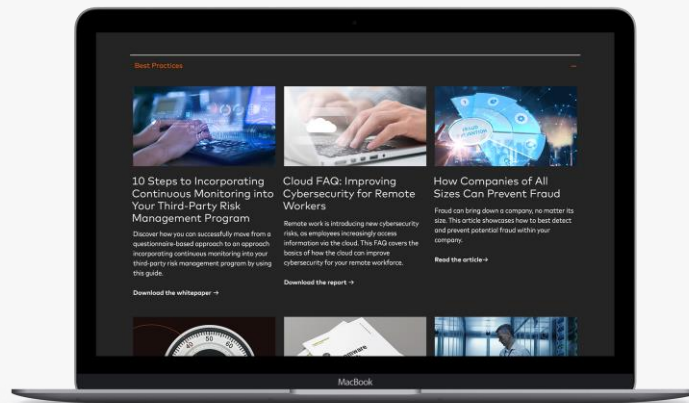 Best Practices
10 Steps to Incorporating
Continuous Monitoring into
Your Third-Party Risk
Management Program
Discover how you can successfully move from a
questionnaire-based approach to an approach
incorporating continuous monitoring into your
third-party risk management program by using
this guide.
Download the whitepaper →
Cloud FAQ: Improving
Cybersecurity for Remote
Workers
Remote work is introducing new cybersecurity
risks, as employees increasingly access
information via the cloud. This FAQ covers the
basics of how the cloud can improve
cybersecurity for your remote workforce.
Download the report →
How Companies of All
Sizes Can Prevent Fraud
Fraud can bring down a company, no matter its
size. This article showcases how to best detect
and prevent potential fraud within your
company.
Read the article→
40
50
60
MacBook